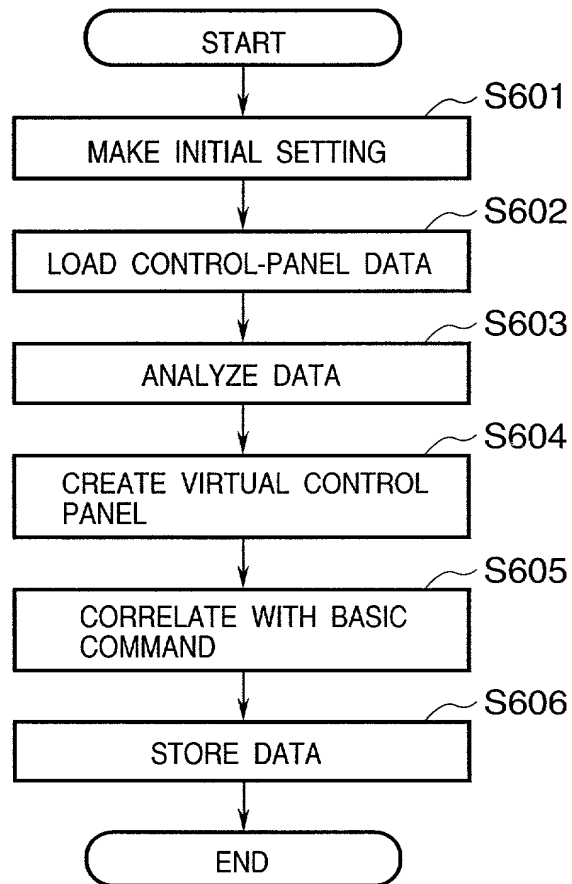 START
S601
MAKE INITIAL SETTING
S602
LOAD CONTROL-PANEL DATA
S603
ANALYZE DATA
S604
CREATE VIRTUAL CONTROL
PANEL
S605
CORRELATE WITH BASIC
COMMAND
S606
STORE DATA
END